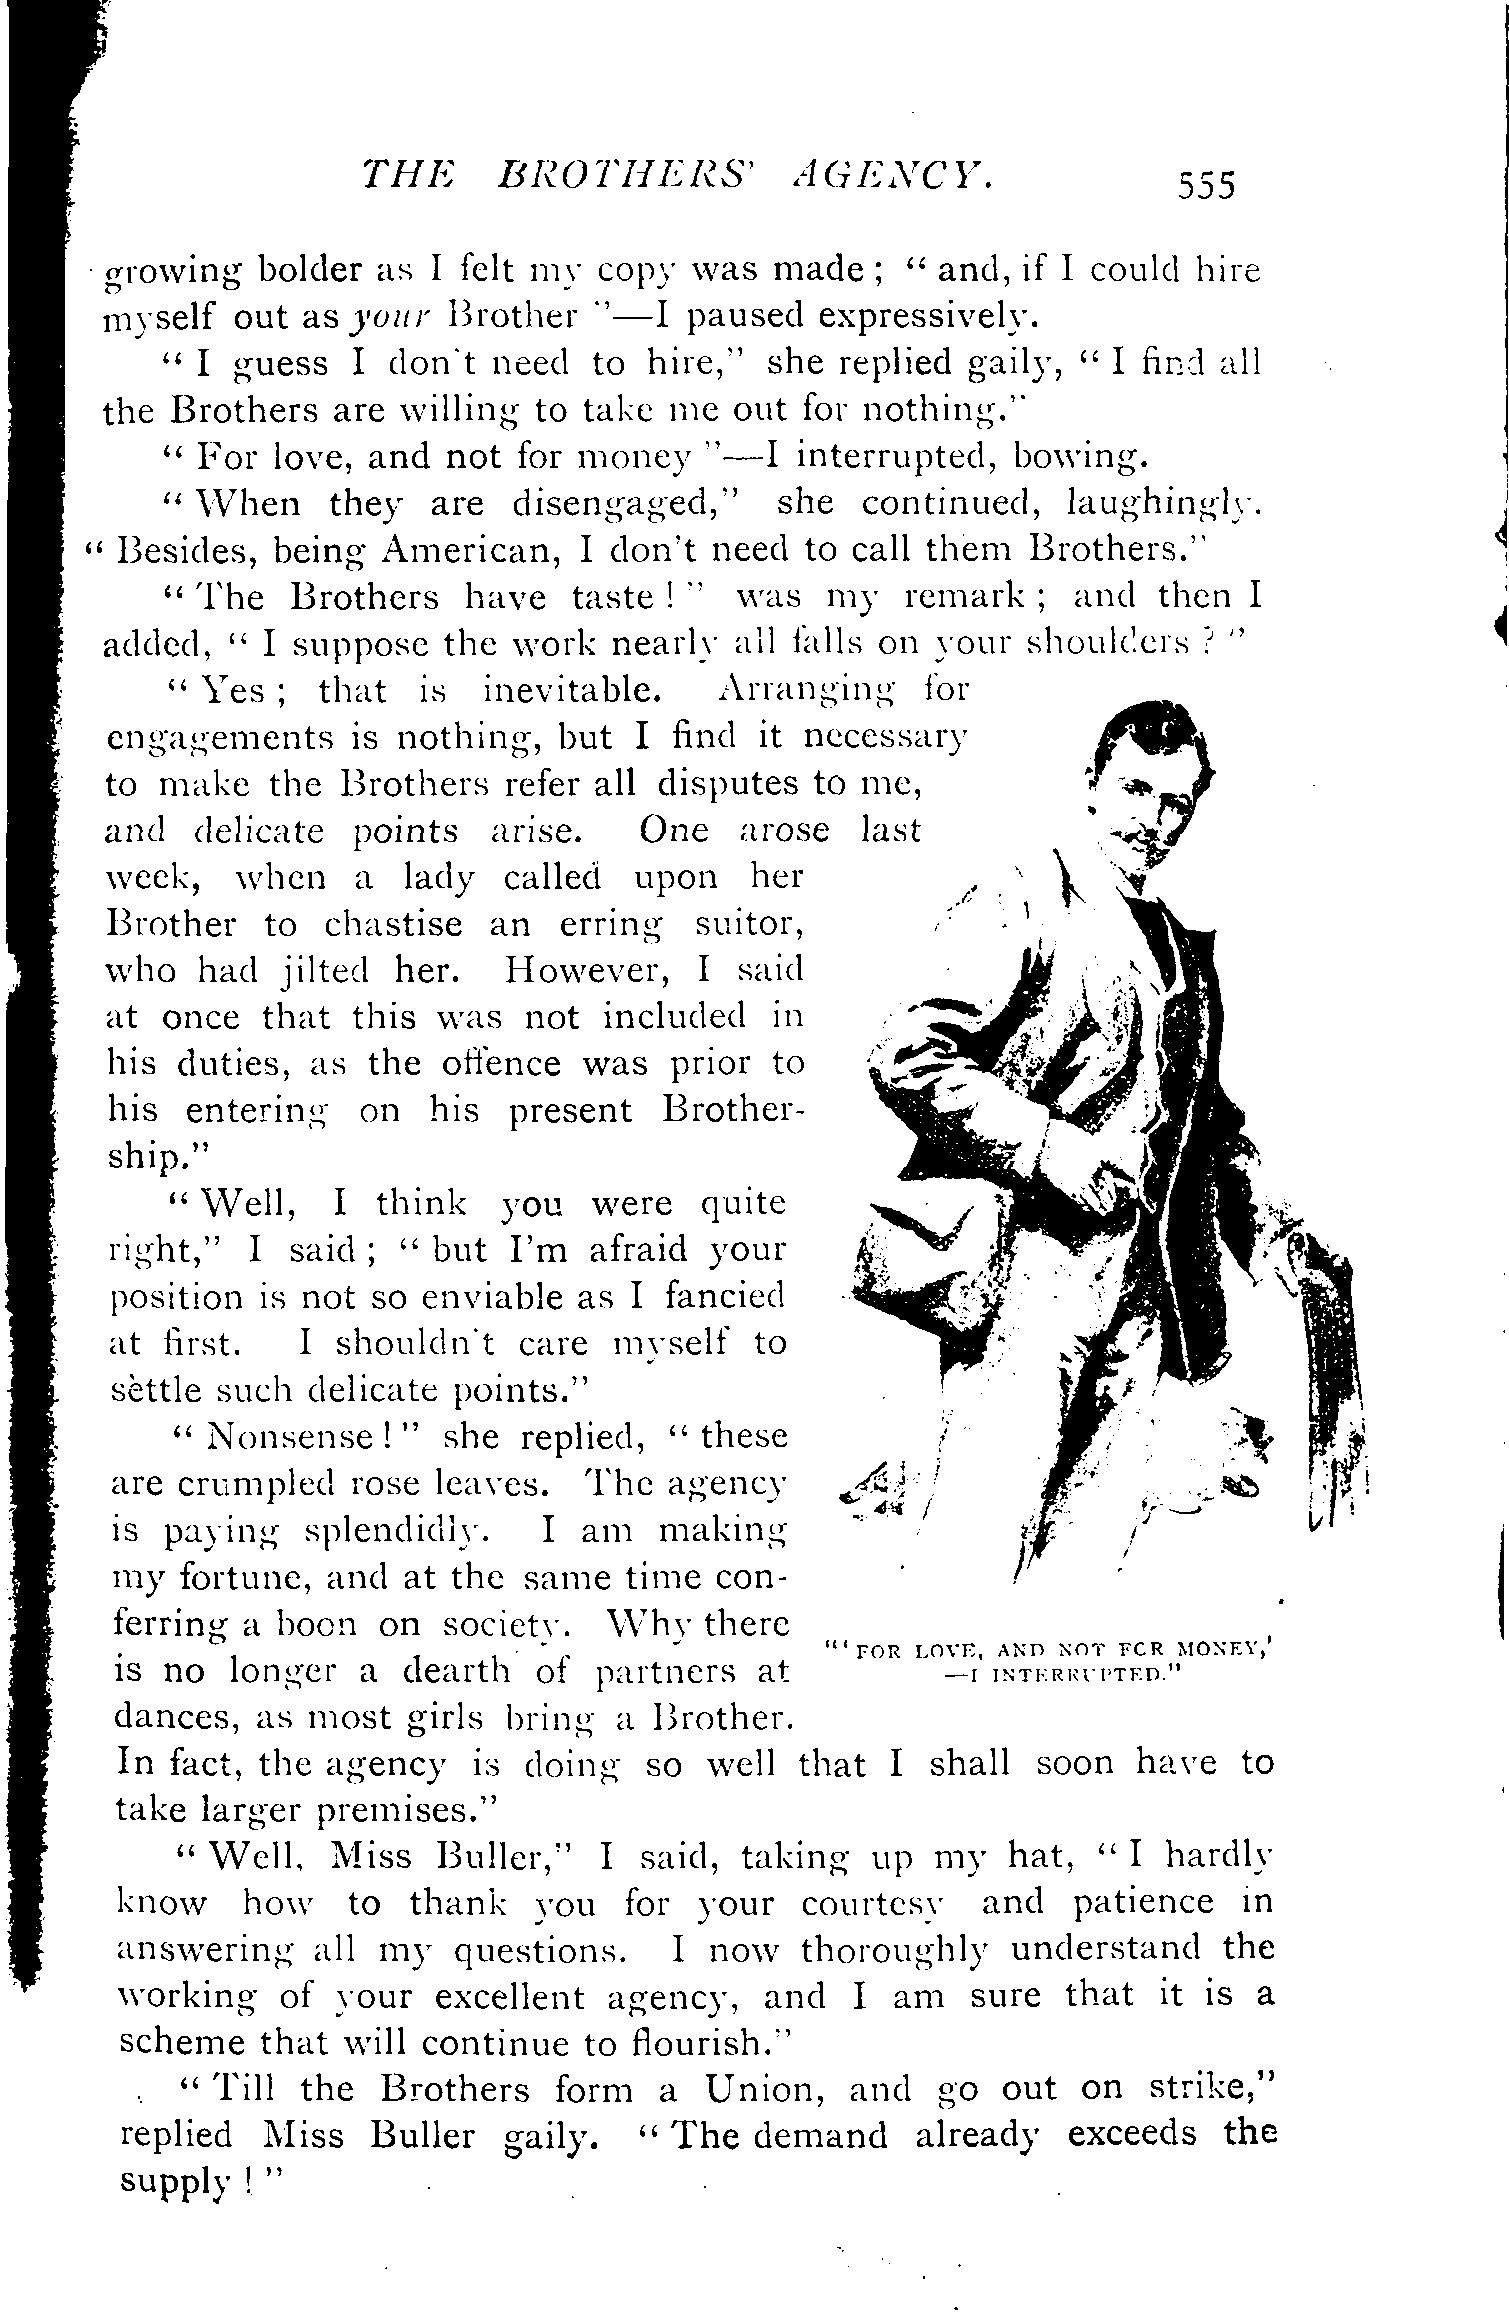 THE BROTHERS' AGENCY. 555
growing bolder as I felt my copy was made; "and, if I could hire
myself out as your Brother"—I paused expressively.
"I guess I don't need to hire," she replied gaily, "I find all
the Brothers are willing to take me out for nothing."
"For love, and not for money"—I interrupted, bowing.
"When they are disengaged," she continued, laughingly.
"Besides, being American, I don't need to call them Brothers."
"The Brothers have taste!" was my remark; and then I
added, "I suppose the work nearly all falls on your shoulders?"
"Yes; that is inevitable. Arranging for
engagements is nothing, but I find it necessary
to make the Brothers refer all disputes to me,
and delicate points arise. One arose last
week, when a lady called upon her
Brother to chastise an erring suitor,
who had jilted her. However, I said
at once that this was not included in
his duties, as the offence was prior to
his entering on his present Brother-
ship."
"Well, I think you were quite
right," I said; "but I'm afraid your
position is not so enviable as I fancied
at first. I shouldn't care myself to
settle such delicate points."
"Nonsense!" she replied, "these
are crumpled rose leaves. The agency
is paying splendidly. I am making
my fortune, and at the same time con-
ferring a boon on society. Why there
is no longer a dearth of partners at
dances, as most girls bring a Brother.
In fact, the agency is doing so well that I shall soon have to
take larger premises."
"Well, Miss Buller," I said, taking up my hat, "I hardly
know how to thank you for your courtesy and patience in
answering all my questions. I now thoroughly understand the
working of your excellent agency, and I am sure that it is a
scheme that will continue to flourish."
"Till the Brothers form a Union, and go out on strike,"
replied Miss Buller gaily. "The demand already exceeds the
supply!"
"'FOR LOVE, AND NOT FOR MONEY,'
—I INTERRUPTED."